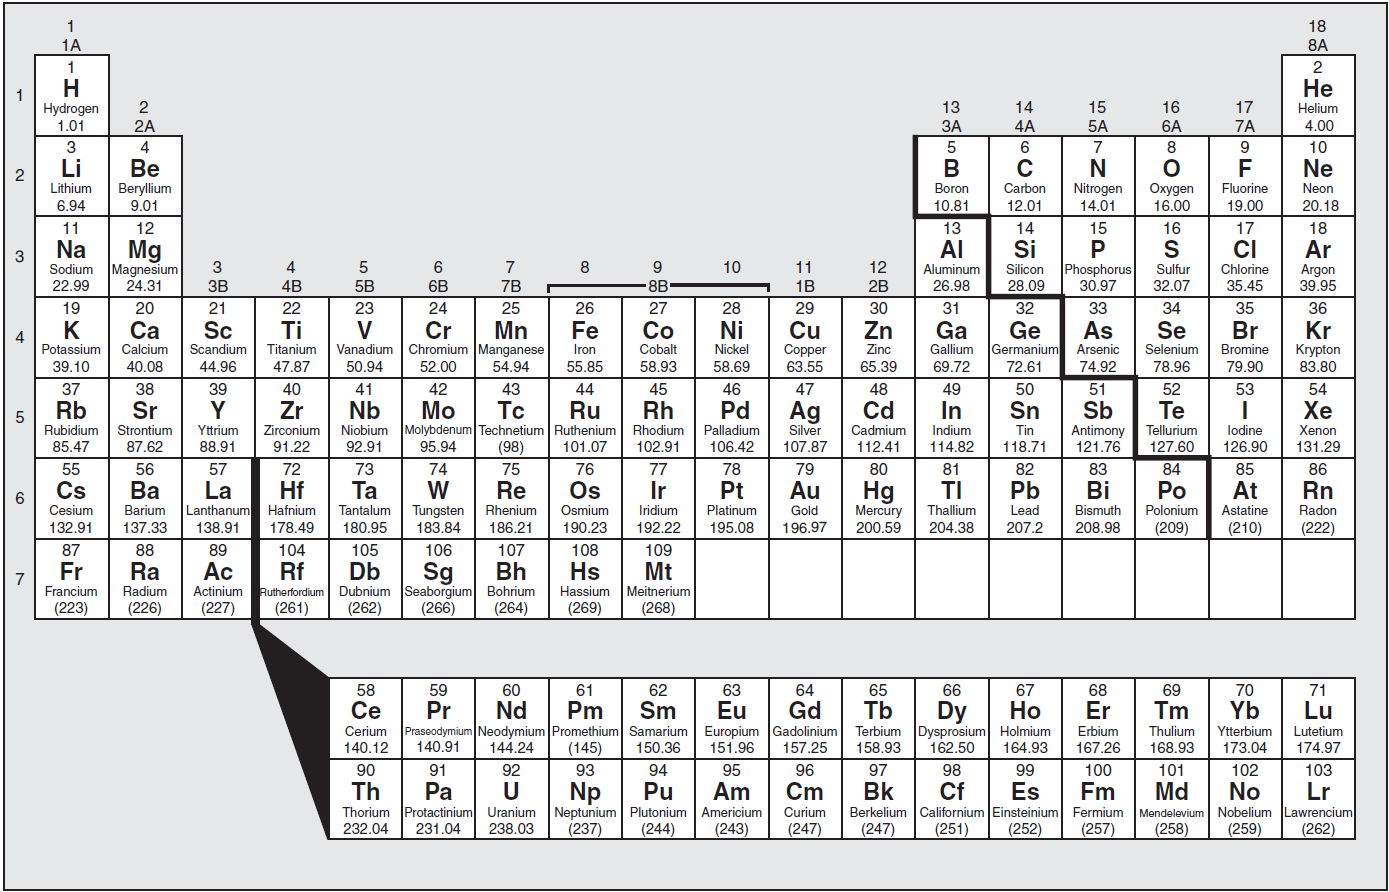 1 18
1A 8A
1 2
H He
1
Hydrogen 2 13 14 15 16 17 Helium
1.01 2A 3A 4A 5A 6A 7A 4.00
3 4 5 6 7 8 9 10
Li Be B C N O F Ne
2
Lithium Beryllium Boron Carbon Nitrogen Oxygen Fluorine Neon
6.94 9.01 10.81 12.01 14.01 16.00 19.00 20.18
11 12 13 14 15 16 17 18
Na Mg Al Si P S Cl Ar
3
Sodium Magnesium 3 4 5 6 7 8 9 10 11 12 Aluminum Silicon Phosphorus Sulfur Chlorine Argon
22.99 24.31 3B 4B 5B 6B 7B 8B 1B 2B 26.98 28.09 30.97 32.07 35.45 39.95
19 20 21 22 23 24 25 26 27 28 29 30 31 32 33 34 35 36
K Ca Sc Ti V Cr Mn Fe Co Ni Cu Zn Ga Ge As Se Br Kr
4
Potassium Calcium Scandium Titanium Vanadium Chromium Manganese Iron Cobalt Nickel Copper Zinc Gallium Germanium Arsenic Selenium Bromine Krypton
39.10 40.08 44.96 47.87 50.94 52.00 54.94 55.85 58.93 58.69 63.55 65.39 69.72 72.61 74.92 78.96 79.90 83.80
37 38 39 40 41 42 43 44 45 46 47 48 49 50 51 52 53 54
Rb Sr Y Zr Nb Mo Tc Ru Rh Pd Ag Cd In Sn Sb Te I Xe
5
Rubidium Strontium Yttrium Zirconium Niobium Molybdenum Technetium Ruthenium Rhodium Palladium Silver Cadmium Indium Tin Antimony Tellurium Iodine Xenon
85.47 87.62 88.91 91.22 92.91 95.94 (98) 101.07 102.91 106.42 107.87 112.41 114.82 118.71 121.76 127.60 126.90 131.29
55 56 57 72 73 74 75 76 77 78 79 80 81 82 83 84 85 86
Cs Ba La Hf Ta W Re Os Ir Pt Au Hg Tl Pb Bi Po At Rn
6
Cesium Barium Lanthanum Hafnium Tantalum Tungsten Rhenium Osmium Iridium Platinum Gold Mercury Thallium Lead Bismuth Polonium Astatine Radon
132.91 137.33 138.91 178.49 180.95 183.84 186.21 190.23 192.22 195.08 196.97 200.59 204.38 207.2 208.98 (209) (210) (222)
87 88 89 104 105 106 107 108 109
Fr Ra Ac Rf Db Sg Bh Hs Mt
7
Francium Radium Actinium Rutherfordium Dubnium Seaborgium Bohrium Hassium Meitnerium
(223) (226) (227) (261) (262) (266) (264) (269) (268)
58 59 60 61 62 63 64 65 66 67 68 69 70 71
Ce Pr Nd Pm Sm Eu Gd Tb Dy Ho Er Tm Yb Lu
Cerium Praseodymium Neodymium Promethium Samarium Europium Gadolinium Terbium Dysprosium Holmium Erbium Thulium Ytterbium Lutetium
140.12 140.91 144.24 (145) 150.36 151.96 157.25 158.93 162.50 164.93 167.26 168.93 173.04 174.97
90 91 92 93 94 95 96 97 98 99 100 101 102 103
Th Pa U Np Pu Am Cm Bk Cf Es Fm Md No Lr
Thorium Protactinium Uranium Neptunium Plutonium Americium Curium Berkelium Californium Einsteinium Fermium Mendelevium Nobelium Lawrencium
232.04 231.04 238.03 (237) (244) (243) (247) (247) (251) (252) (257) (258) (259) (262)